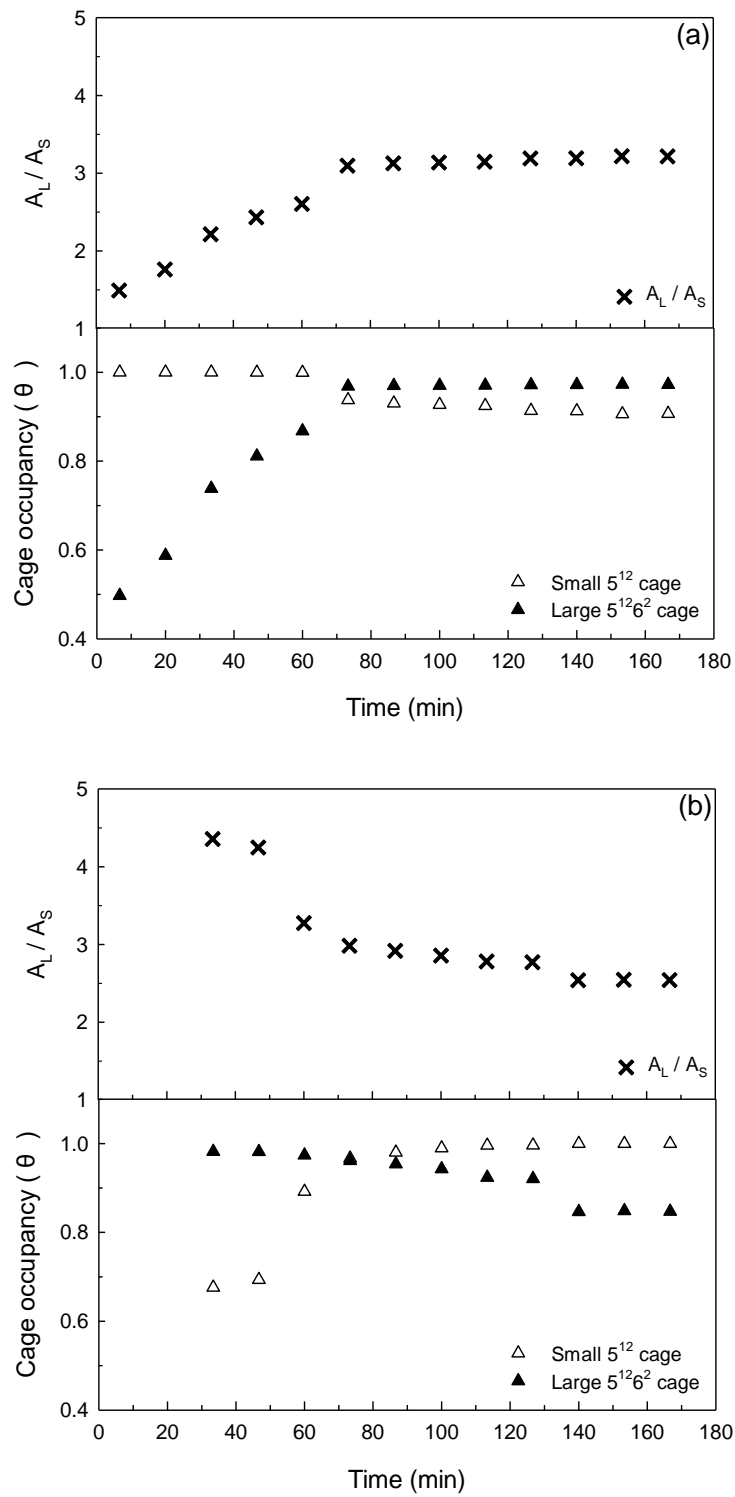 (a)
5
4
3
2
1
A_L / A_S
A_L / A_S
1.0
0.8
0.6
0.4
Cage occupancy ( θ )
Small 5^12 cage
Large 5^12 6^2 cage
0 20 40 60 80 100 120 140 160 180
Time (min)
(b)
5
4
3
2
1
A_L / A_S
A_L / A_S
1.0
0.8
0.6
0.4
Cage occupancy ( θ )
Small 5^12 cage
Large 5^12 6^2 cage
0 20 40 60 80 100 120 140 160 180
Time (min)